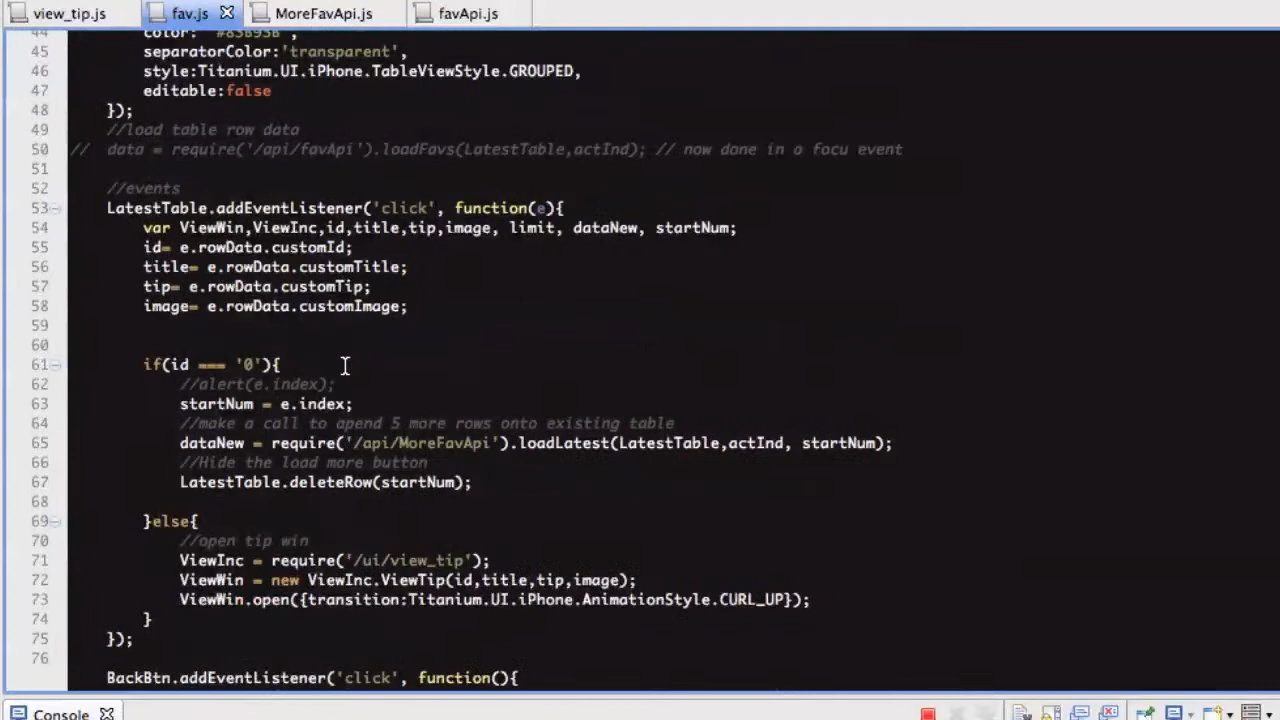 view_tip.js
fav.js
MoreFavApi.js
favApi.js
44 color: "#83B93B",
45 separatorColor:'transparent',
46 style:Titanium.UI.iPhone.TableViewStyle.GROUPED,
47 editable:false
48 });
49 //load table row data
50 // data = require('/api/favApi').loadFavs(LatestTable,actInd); // now done in a focu event
51
52 //events
53 LatestTable.addEventListener('click', function(e){
54 var ViewWin,ViewInc,id,title,tip,image, limit, dataNew, startNum;
55 id= e.rowData.customId;
56 title= e.rowData.customTitle;
57 tip= e.rowData.customTip;
58 image= e.rowData.customImage;
59
60
61 if(id === '0'){
62 //alert(e.index);
63 startNum = e.index;
64 //make a call to apend 5 more rows onto existing table
65 dataNew = require('/api/MoreFavApi').loadLatest(LatestTable,actInd, startNum);
66 //Hide the load more button
67 LatestTable.deleteRow(startNum);
68
69 }else{
70 //open tip win
71 ViewInc = require('/ui/view_tip');
72 ViewWin = new ViewInc.ViewTip(id,title,tip,image);
73 ViewWin.open({transition:Titanium.UI.iPhone.AnimationStyle.CURL_UP});
74 }
75 });
76
BackBtn.addEventListener('click', function(){
Console